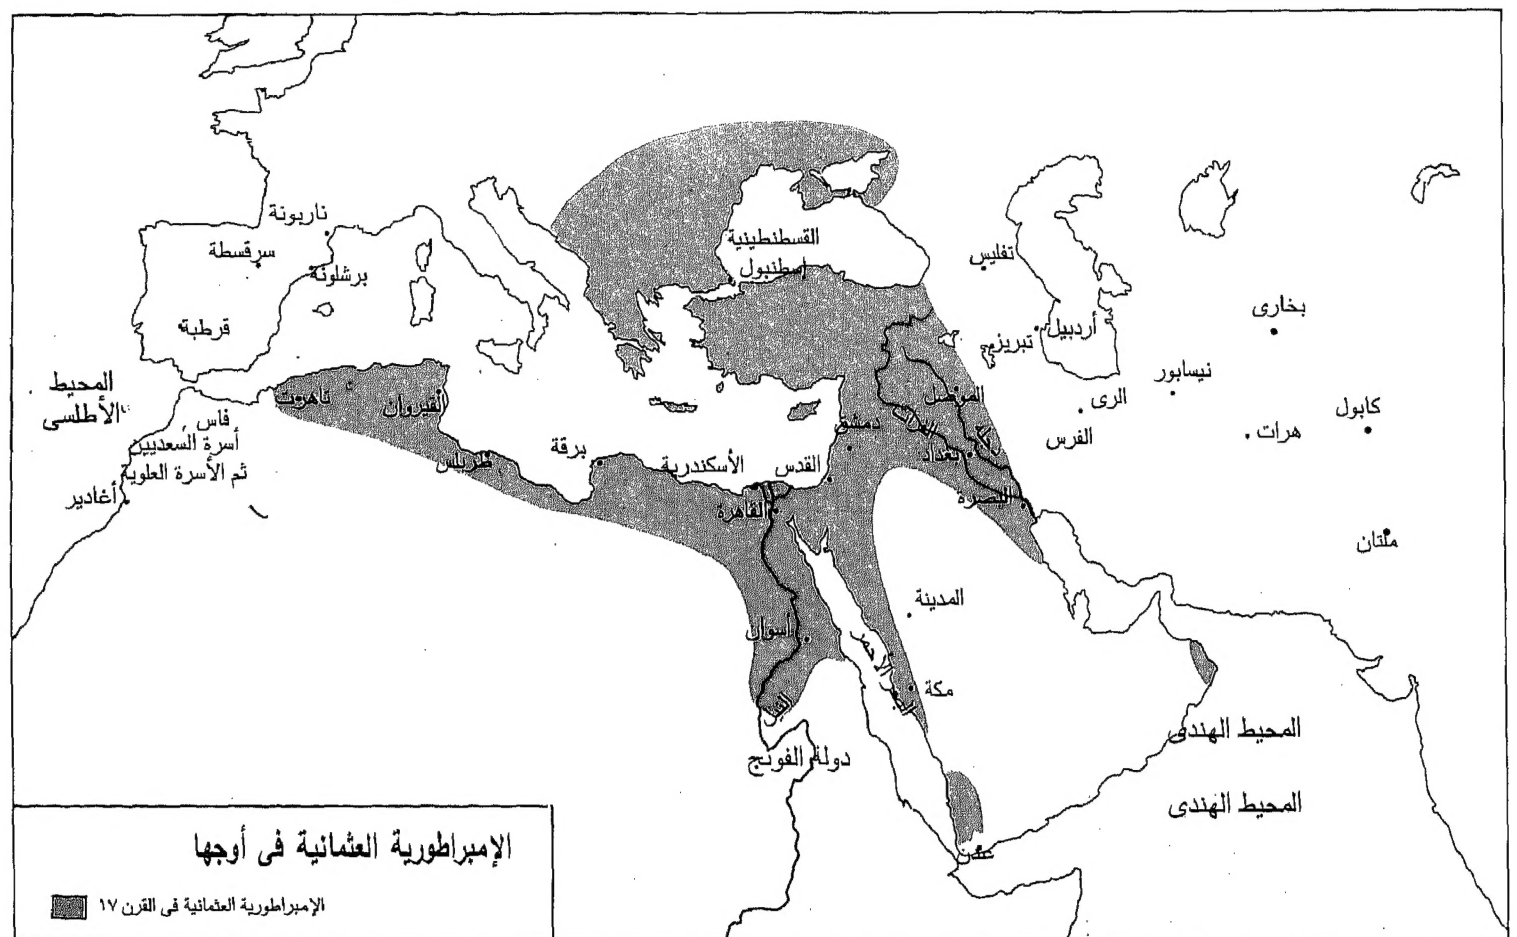 ناربونة
سرقسطة
برشلونة
قرطبة
القسطنطينية
إسطنبول
تفليس
أردبيل
تبريز
بخارى
نيسابور
الرى
الفرس
هرات
كابول
ملتان
المحيط
الأطلسى
فاس
أسرة السعديين
ثم الأسرة العلوية
أغادير
تاهرت
القيروان
طربلس
برقة
الأسكندرية
القدس
القاهرة
دمشق
الموصل
الفرات
دجلة
بغداد
البصرة
أسوان
النيل
البحر الأحمر
المدينة
مكة
دولة الفونج
عدن
المحيط الهندى
المحيط الهندى
الإمبراطورية العثمانية فى أوجها
الإمبراطورية العثمانية فى القرن ١٧